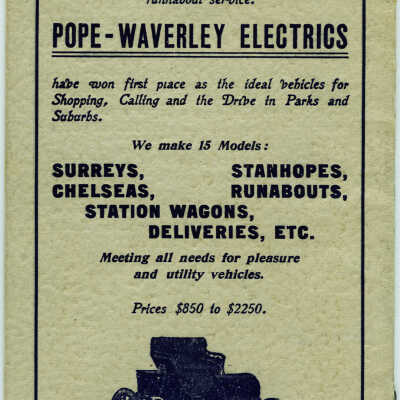 runabout service.
POPE-WAVERLEY ELECTRICS
have won first place as the ideal vehicles for
Shopping, Calling and the Drive in Parks and
Suburbs.
We make 15 Models:
SURREYS, STANHOPES,
CHELSEAS, RUNABOUTS,
STATION WAGONS,
DELIVERIES, ETC.
Meeting all needs for pleasure
and utility vehicles.
Prices $850 to $2250.